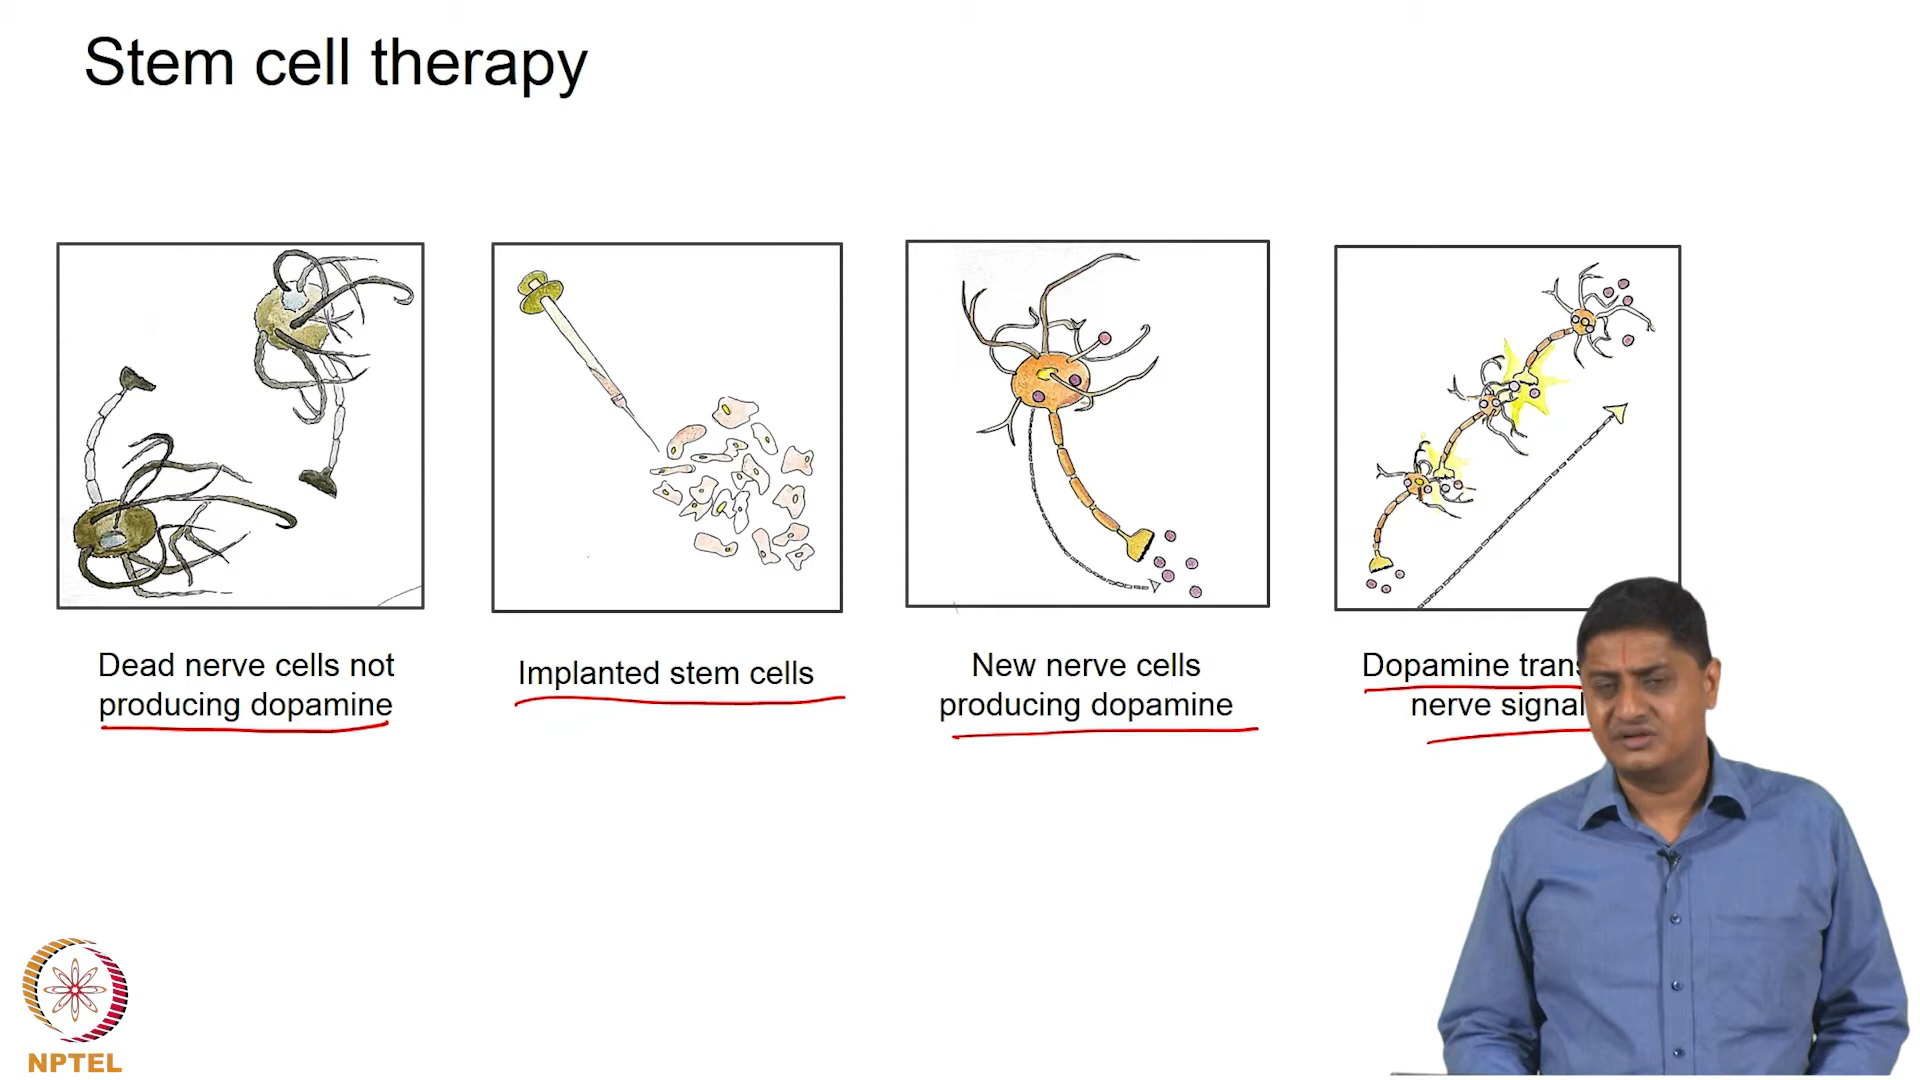 Stem cell therapy
Dead nerve cells not
producing dopamine
Implanted stem cells
New nerve cells
producing dopamine
Dopamine
nerve signal
NPTEL